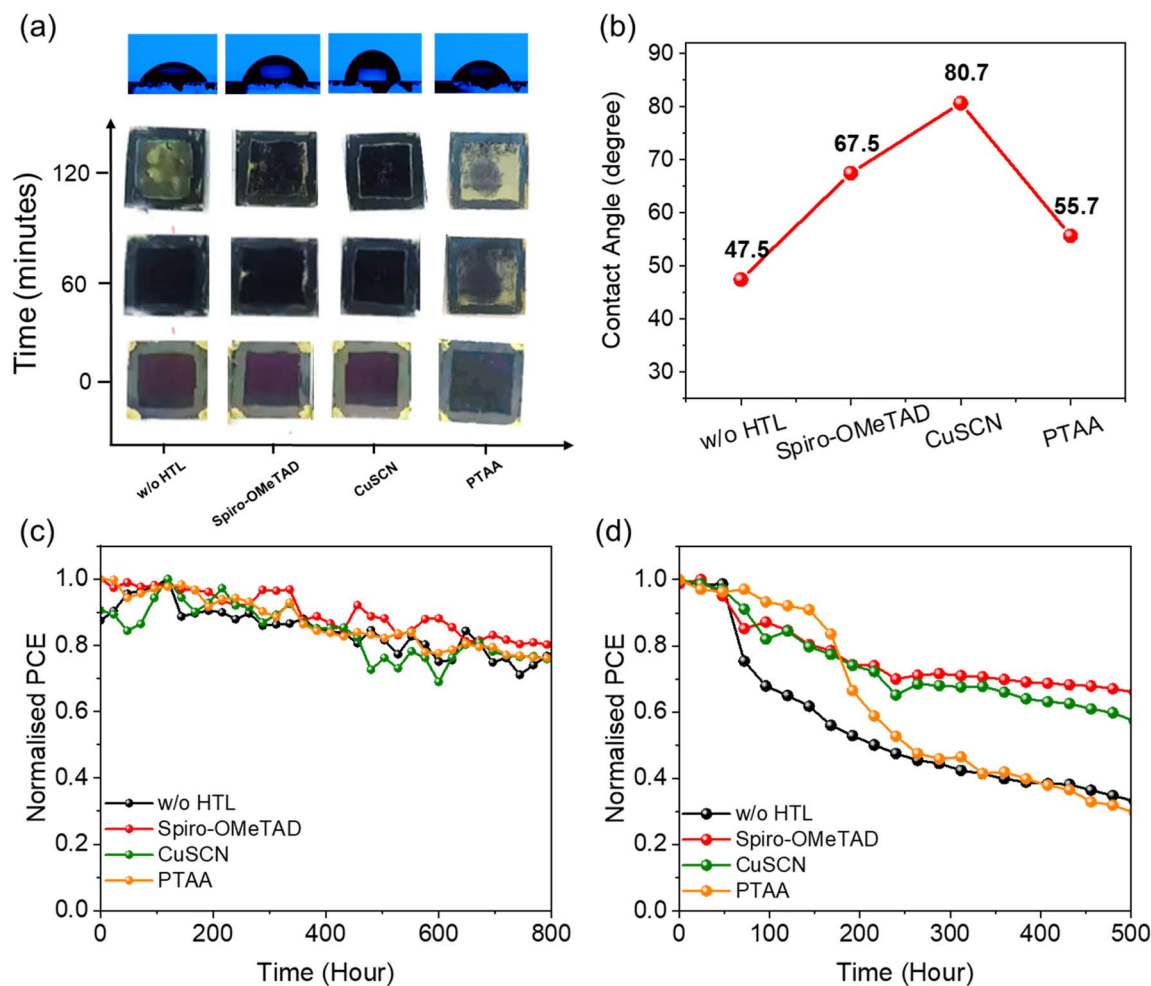 (a)
Time (minutes)
120
60
0
w/o HTL
Spiro-OMeTAD
CuSCN
PTAA
(b)
Contact Angle (degree)
90
80
70
60
50
40
30
47.5
67.5
80.7
55.7
w/o HTL
Spiro-OMeTAD
CuSCN
PTAA
(c)
Normalised PCE
1.0
0.8
0.6
0.4
0.2
0.0
w/o HTL
Spiro-OMeTAD
CuSCN
PTAA
0 200 400 600 800
Time (Hour)
(d)
Normalised PCE
1.0
0.8
0.6
0.4
0.2
0.0
w/o HTL
Spiro-OMeTAD
CuSCN
PTAA
0 100 200 300 400 500
Time (Hour)